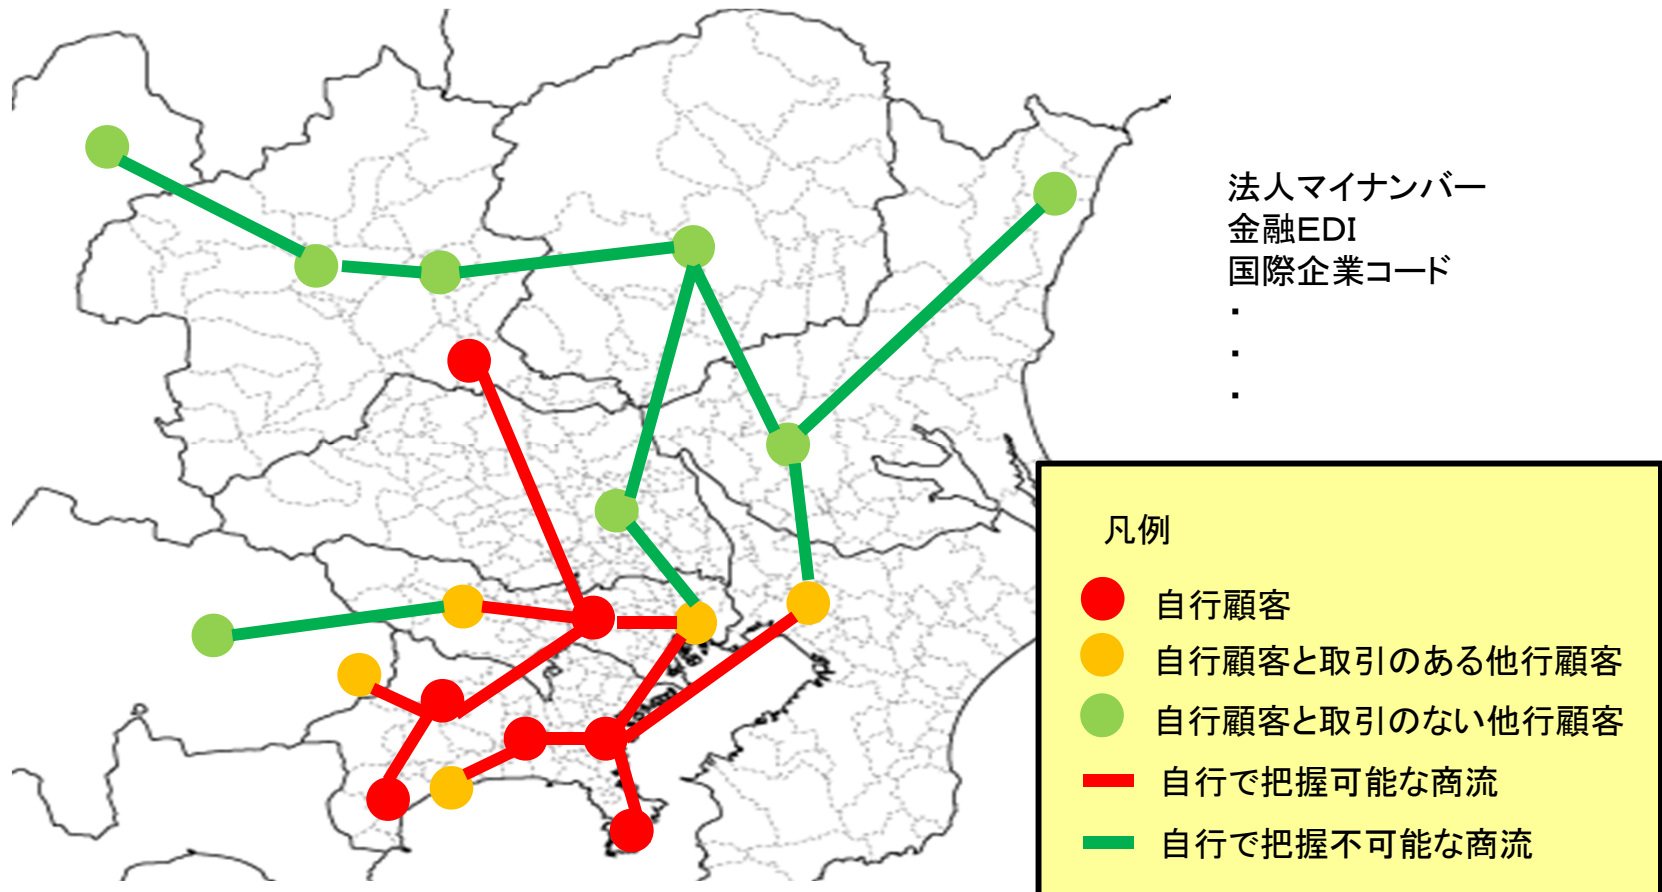 法人マイナンバー
金融EDI
国際企業コード
・
・
・
凡例
自行顧客
自行顧客と取引のある他行顧客
自行顧客と取引のない他行顧客
自行で把握可能な商流
自行で把握不可能な商流